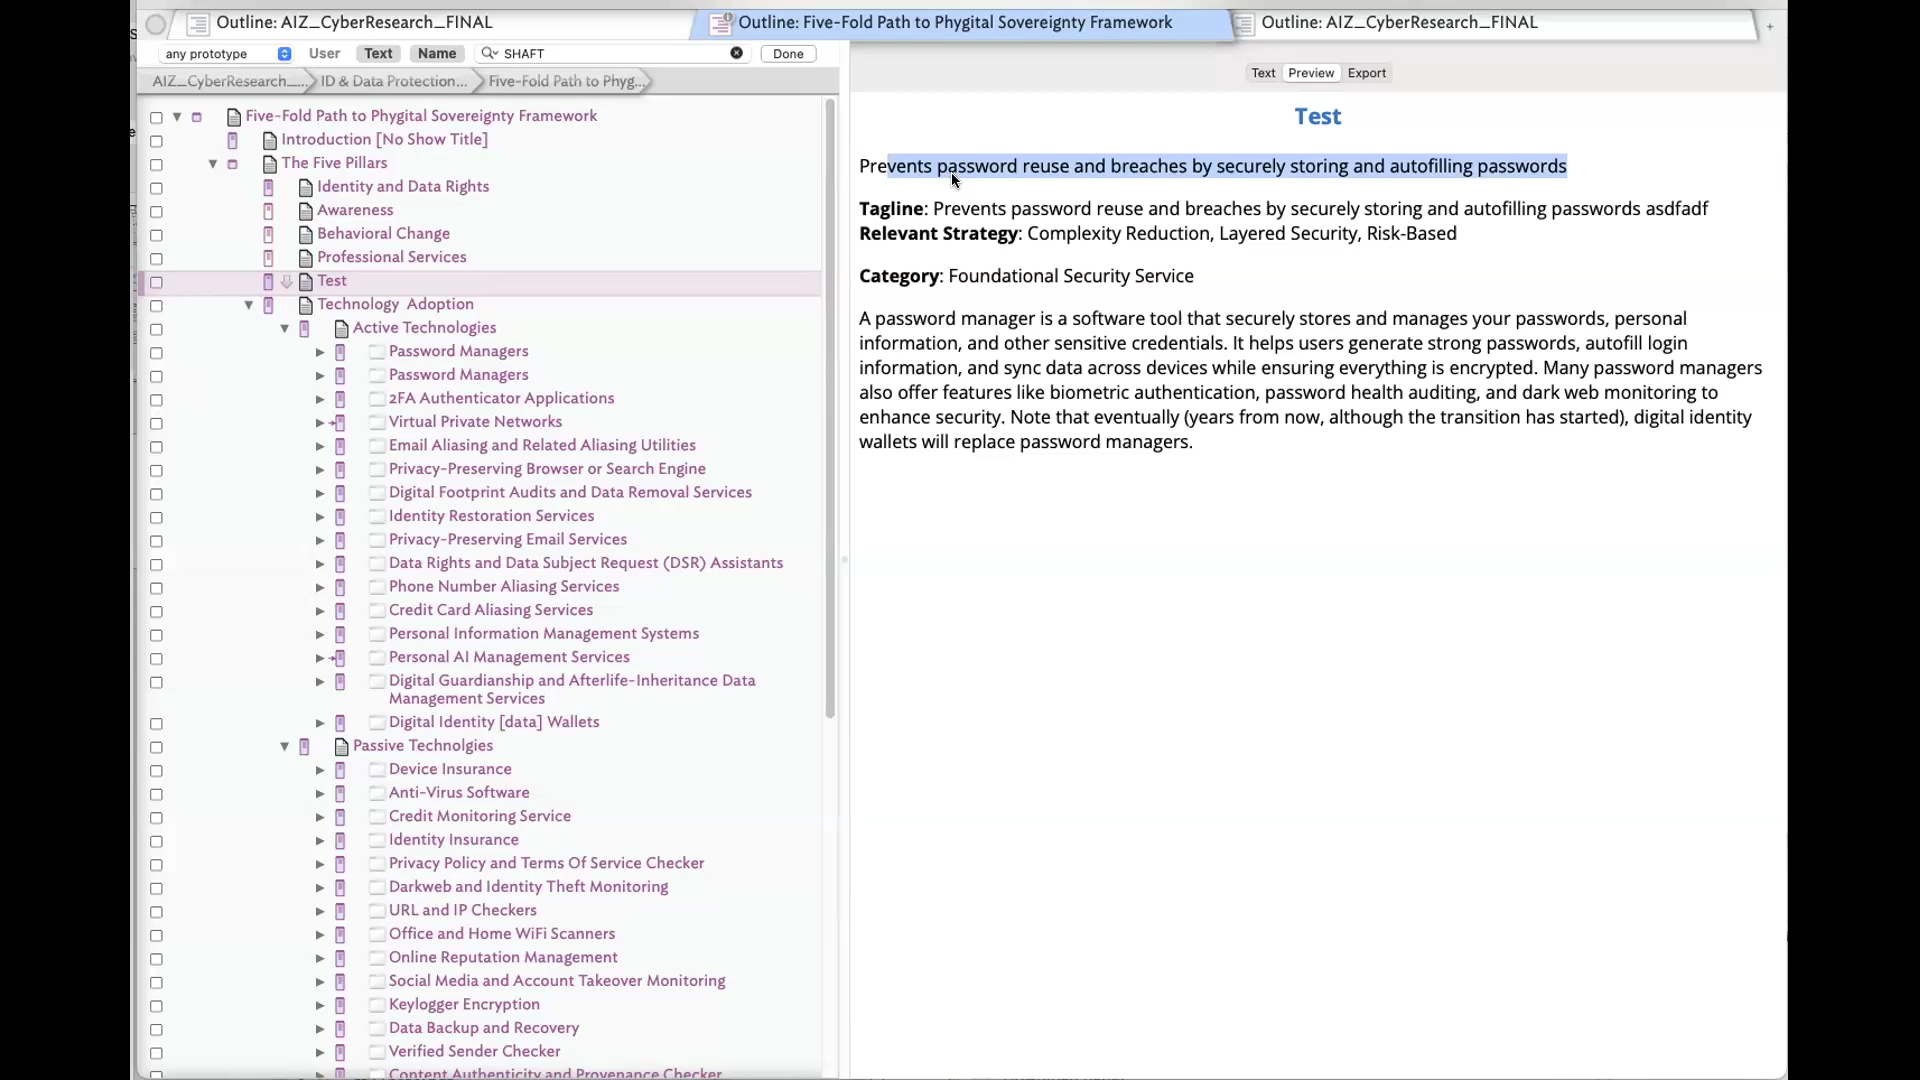 Outline: AIZ_CyberResearch_FINAL
Outline: Five-Fold Path to Phygital Sovereignty Framework
Outline: AIZ_CyberResearch_FINAL
+
any prototype
User
Text
Name
SHAFT
Done
AIZ_CyberResearch_...
ID & Data Protection...
Five-Fold Path to Phyg...
Five-Fold Path to Phygital Sovereignty Framework
Introduction [No Show Title]
The Five Pillars
Identity and Data Rights
Awareness
Behavioral Change
Professional Services
Test
Technology Adoption
Active Technologies
Password Managers
Password Managers
2FA Authenticator Applications
Virtual Private Networks
Email Aliasing and Related Aliasing Utilities
Privacy-Preserving Browser or Search Engine
Digital Footprint Audits and Data Removal Services
Identity Restoration Services
Privacy-Preserving Email Services
Data Rights and Data Subject Request (DSR) Assistants
Phone Number Aliasing Services
Credit Card Aliasing Services
Personal Information Management Systems
Personal AI Management Services
Digital Guardianship and Afterlife-Inheritance Data
Management Services
Digital Identity [data] Wallets
Passive Technolgies
Device Insurance
Anti-Virus Software
Credit Monitoring Service
Identity Insurance
Privacy Policy and Terms Of Service Checker
Darkweb and Identity Theft Monitoring
URL and IP Checkers
Office and Home WiFi Scanners
Online Reputation Management
Social Media and Account Takeover Monitoring
Keylogger Encryption
Data Backup and Recovery
Verified Sender Checker
Content Authenticity and Provenance Checker
Text
Preview
Export
Test
Prevents password reuse and breaches by securely storing and autofilling passwords
Tagline: Prevents password reuse and breaches by securely storing and autofilling passwords asdfadf
Relevant Strategy: Complexity Reduction, Layered Security, Risk-Based
Category: Foundational Security Service
A password manager is a software tool that securely stores and manages your passwords, personal
information, and other sensitive credentials. It helps users generate strong passwords, autofill login
information, and sync data across devices while ensuring everything is encrypted. Many password managers
also offer features like biometric authentication, password health auditing, and dark web monitoring to
enhance security. Note that eventually (years from now, although the transition has started), digital identity
wallets will replace password managers.